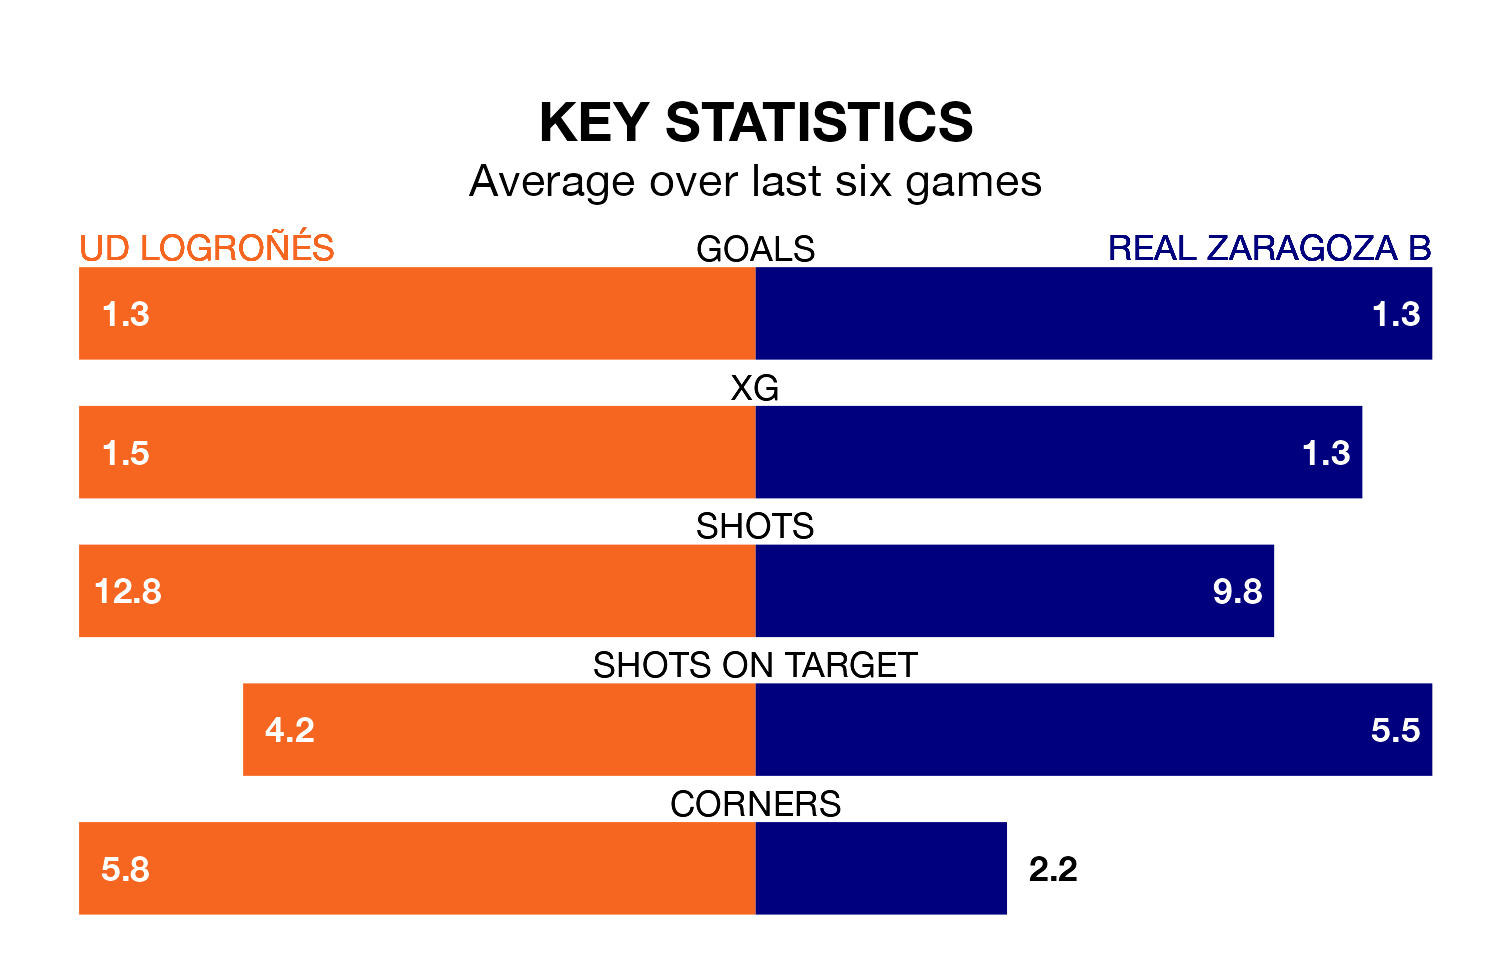 KEY STATISTICS
Average over last six games
UD LOGROÑÉS GOALS REAL ZARAGOZA B
1.3 1.3
XG
1.5 1.3
SHOTS
12.8 9.8
SHOTS ON TARGET
4.2 5.5
CORNERS
5.8 2.2